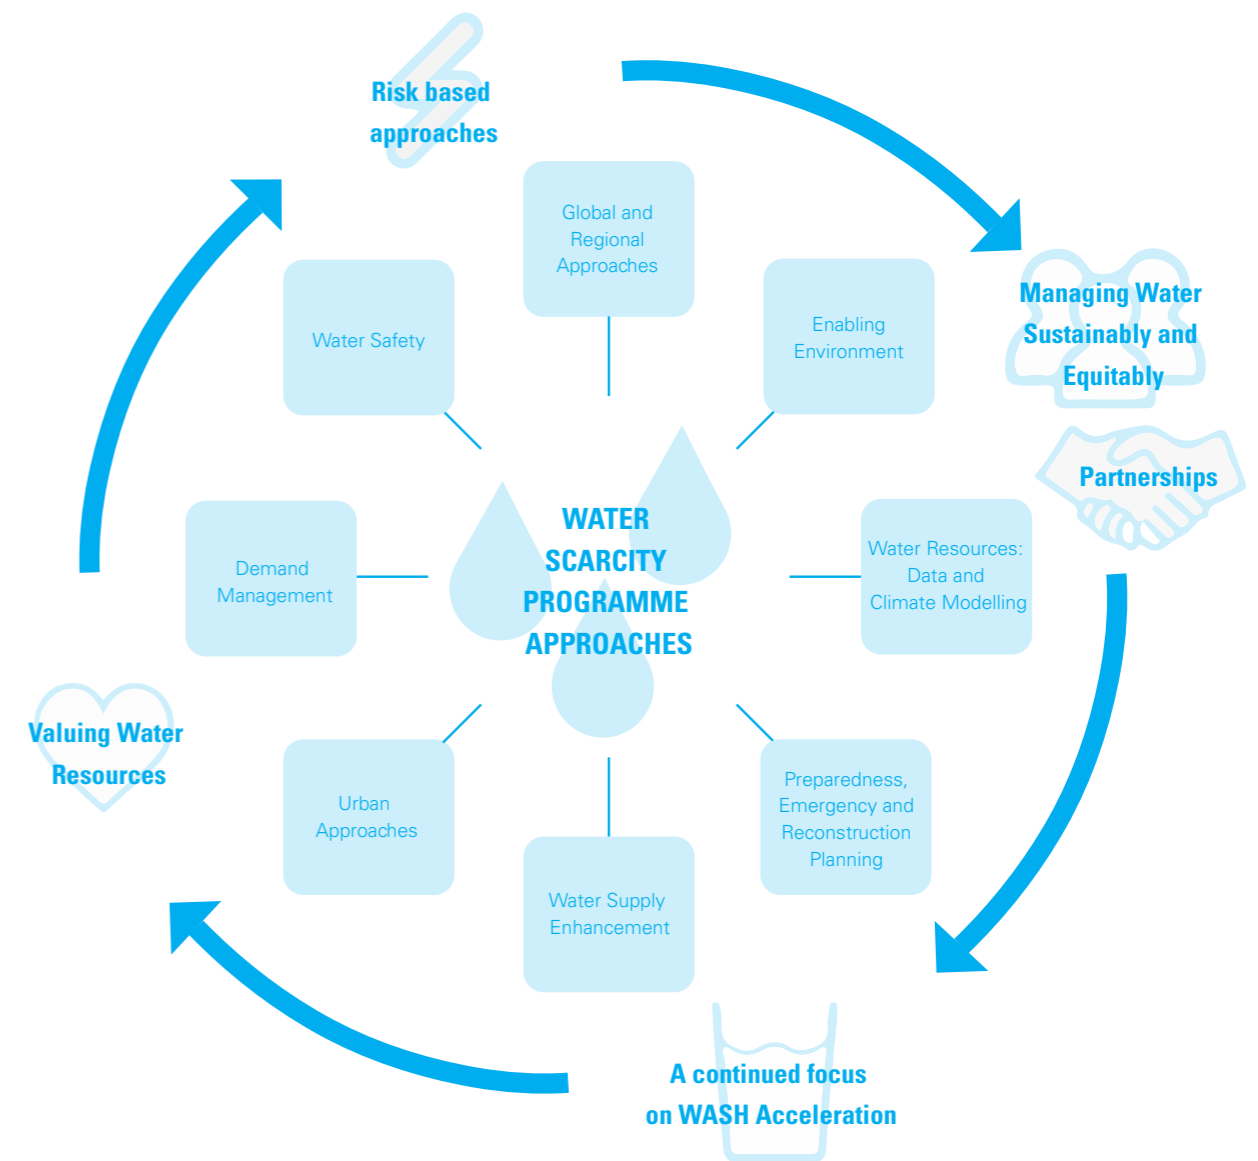 Risk based
approaches
Global and
Regional
Approaches
Managing Water
Sustainably and
Equitably
Enabling
Environment
Water Safety
Partnerships
WATER
SCARCITY
PROGRAMME
APPROACHES
Water Resources:
Data and
Climate Modelling
Demand
Management
Valuing Water
Resources
Urban
Approaches
Preparedness,
Emergency and
Reconstruction
Planning
Water Supply
Enhancement
A continued focus
on WASH Acceleration